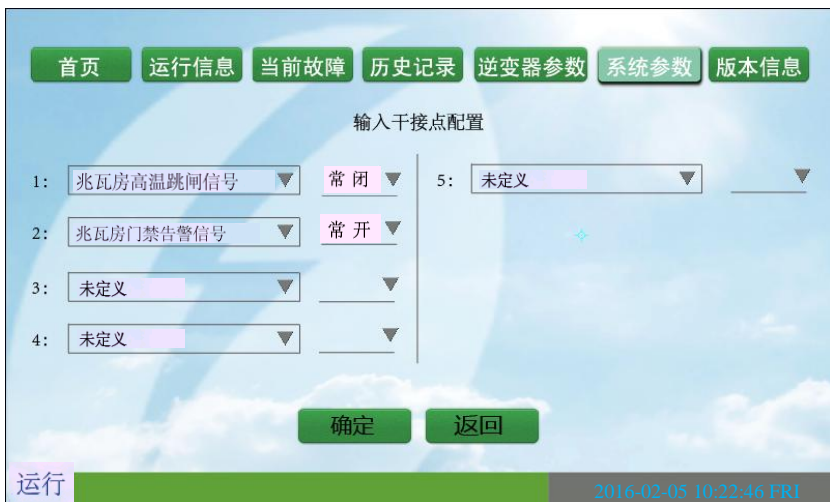 首页 运行信息 当前故障 历史记录 逆变器参数 系统参数 版本信息
输入干接点配置
1: 兆瓦房高温跳闸信号 常闭 5: 未定义
2: 兆瓦房门禁告警信号 常开
3: 未定义
4: 未定义
确定 返回
运行 2016-02-05 10:22:46 FRI